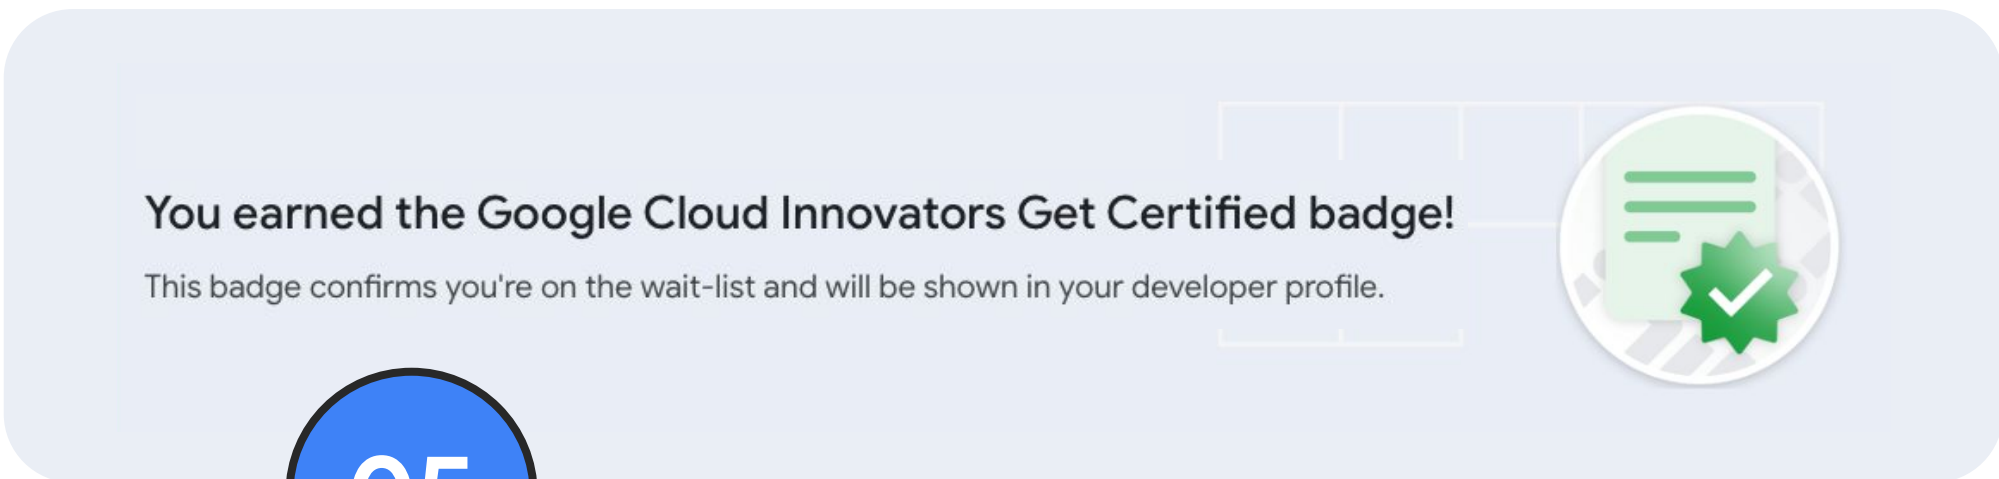 You earned the Google Cloud Innovators Get Certified badge!
This badge confirms you're on the wait-list and will be shown in your developer profile.